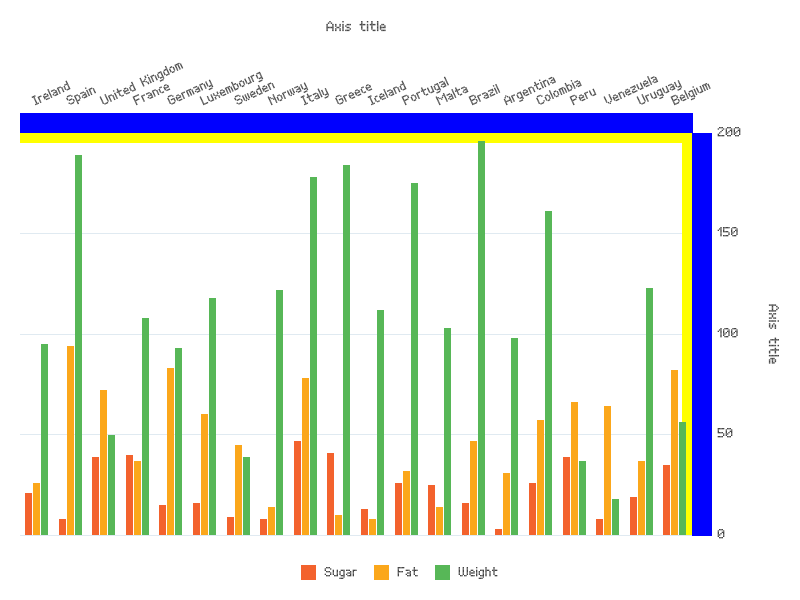 Axis title
Ireland
Spain
United Kingdom
France
Germany
Luxembourg
Sweden
Norway
Italy
Greece
Iceland
Portugal
Malta
Brazil
Argentina
Colombia
Peru
Venezuela
Uruguay
Belgium
200
150
100
50
0
Axis title
Sugar
Fat
Weight